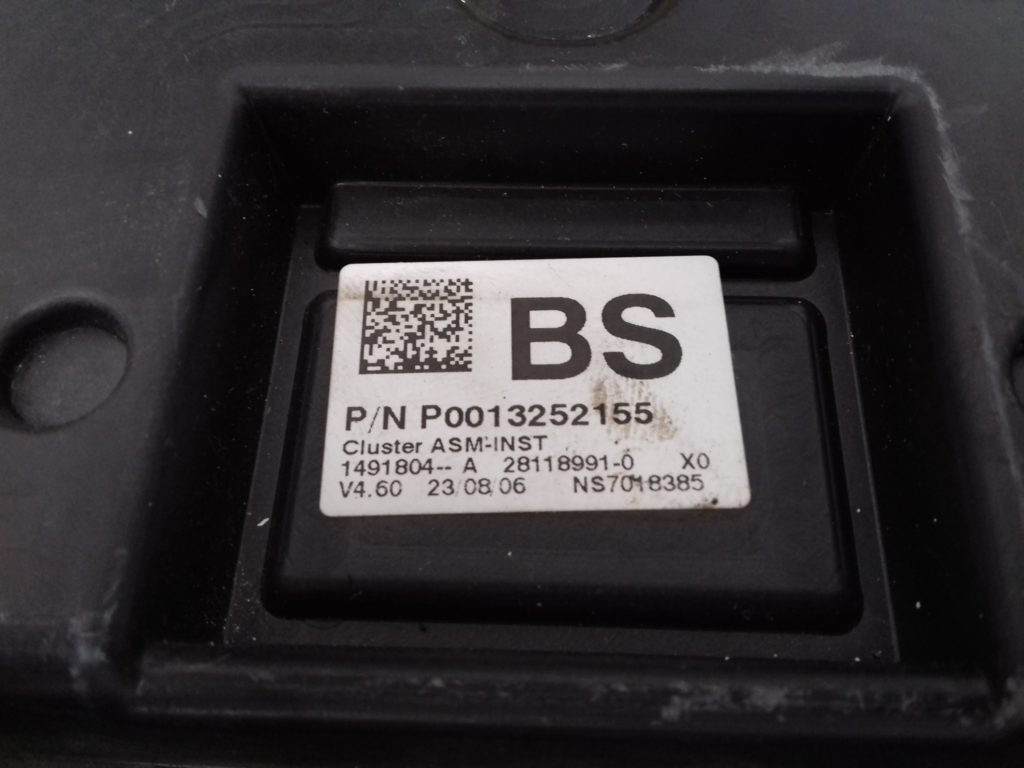 BS
P/N P0013252155
Cluster ASM-INST
1491804-- A 28118991-0 X0
V4.60 23/08/06 NS7018385